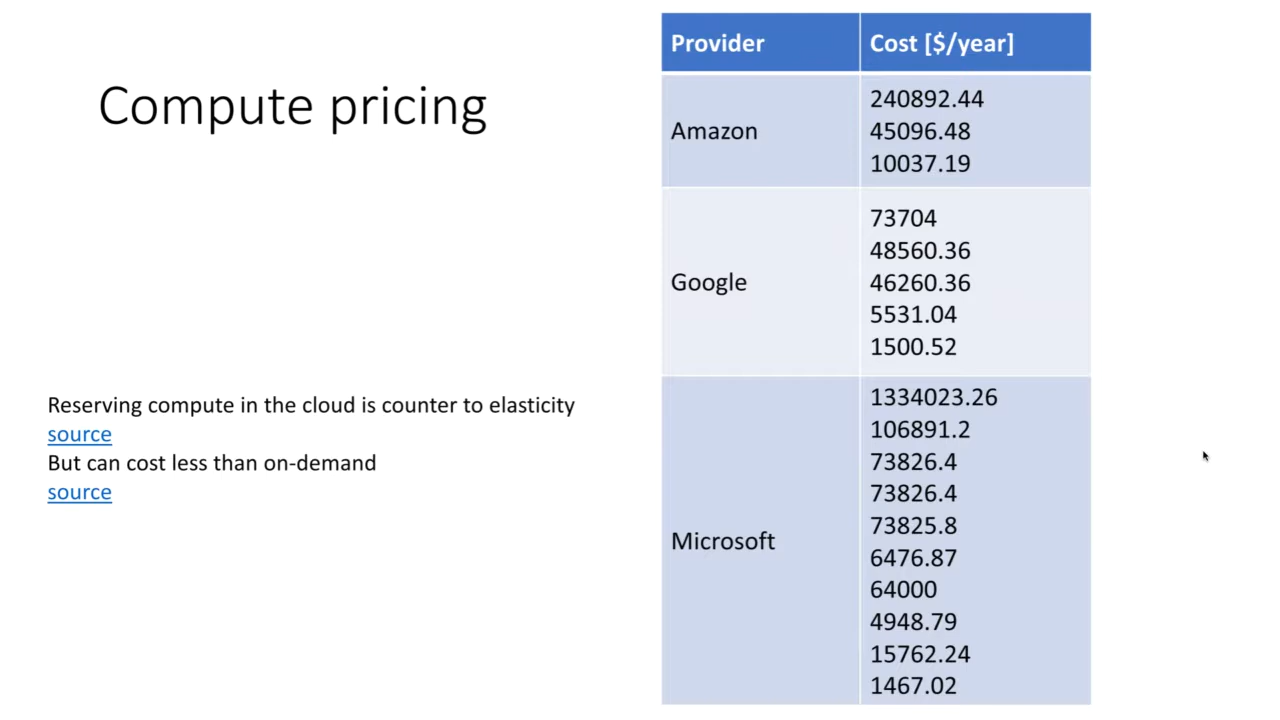 Compute pricing
Reserving compute in the cloud is counter to elasticity
source
But can cost less than on-demand
source
Provider Cost [$/year]
Amazon
240892.44
45096.48
10037.19
Google
73704
48560.36
46260.36
5531.04
1500.52
Microsoft
1334023.26
106891.2
73826.4
73826.4
73825.8
6476.87
64000
4948.79
15762.24
1467.02